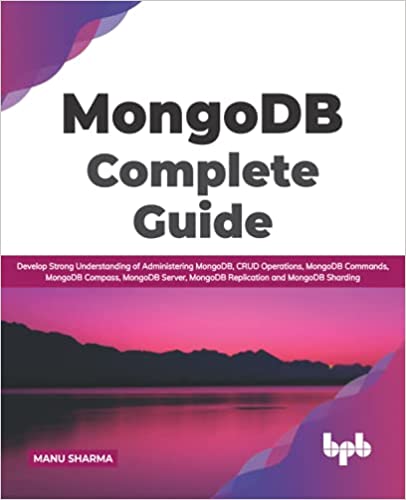 MongoDB
Complete
Guide
Develop Strong Understanding of Administering MongoDB, CRUD Operations, MongoDB Commands,
MongoDB Compass, MongoDB Server, MongoDB Replication and MongoDB Sharding
MANU SHARMA
bpb